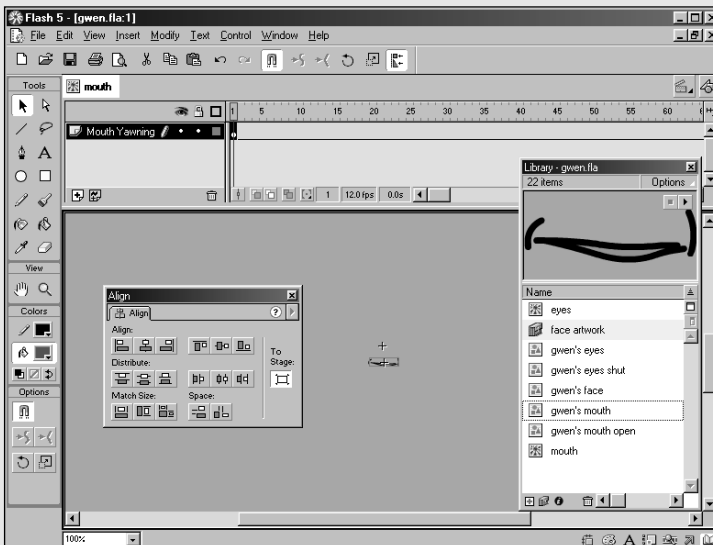 Flash 5 - [gwen.fla:1]
File Edit View Insert Modify Text Control Window Help
Tools
mouth
1 5 10 15 20 25 30 35 40 45 50 55 60
Mouth Yawning
1 12.0 fps 0.0s
View
Colors
Options
Library - gwen.fla
22 items Options
Name
eyes
face artwork
gwen's eyes
gwen's eyes shut
gwen's face
gwen's mouth
gwen's mouth open
mouth
Align
Align
Align:
To
Stage:
Distribute:
Match Size: Space:
100%